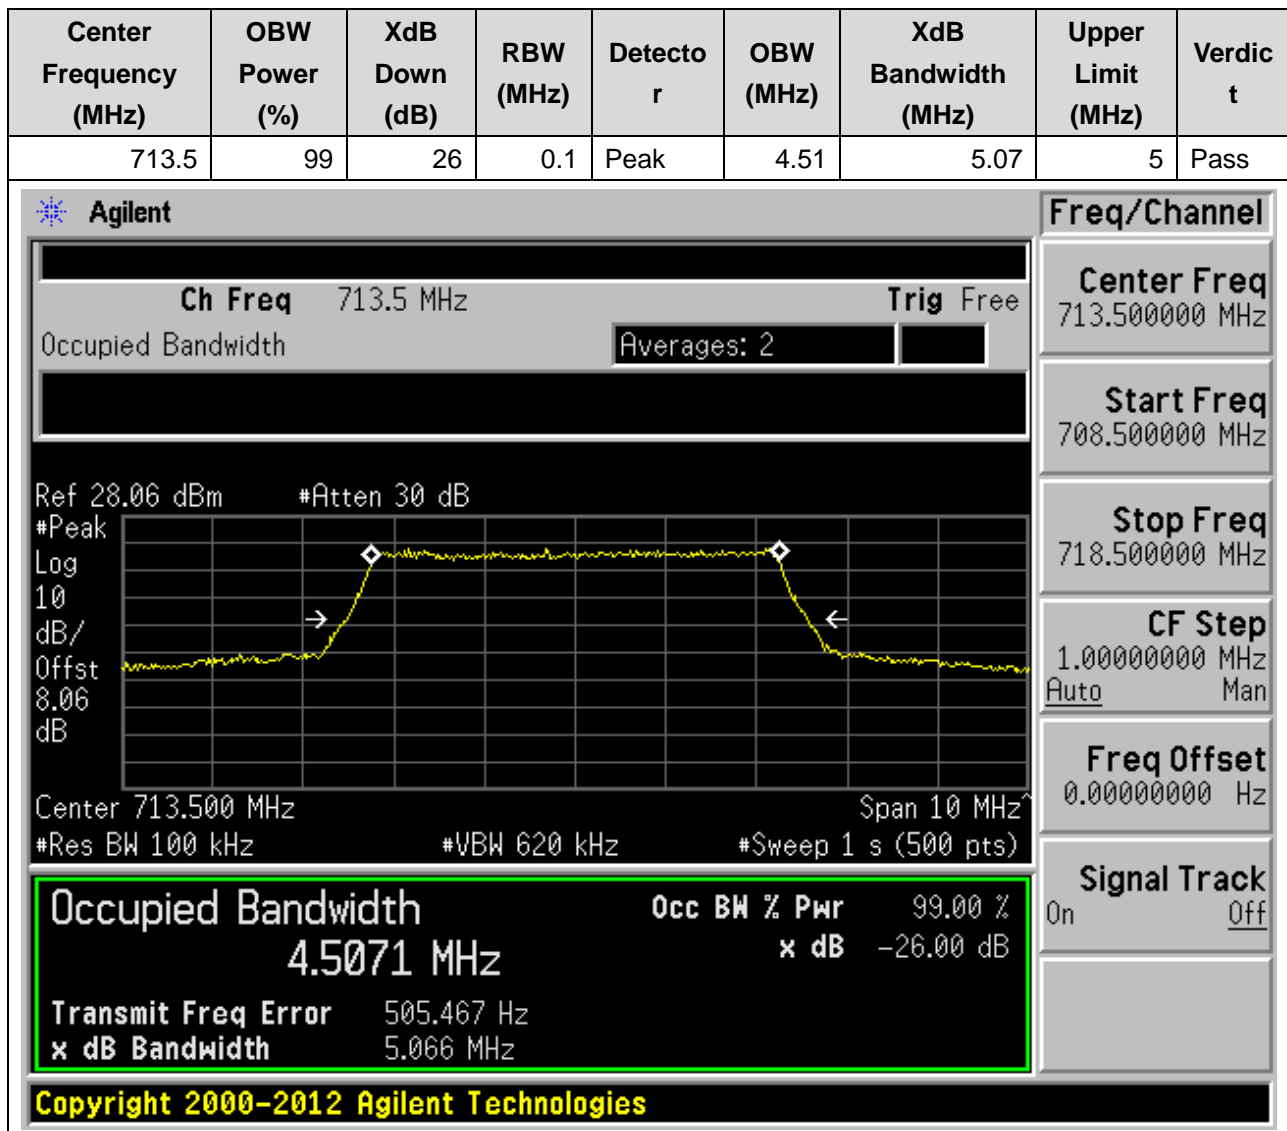 Center Frequency (MHz) OBW Power (%) XdB Down (dB) RBW (MHz) Detecto r OBW (MHz) XdB Bandwidth (MHz) Upper Limit (MHz) Verdic t
713.5 99 26 0.1 Peak 4.51 5.07 5 Pass
Agilent
Freq/Channel
Ch Freq 713.5 MHz Trig Free
Occupied Bandwidth Averages: 2
Ref 28.06 dBm #Atten 30 dB
#Peak
Log
10
dB/
Offst
8.06
dB
Center 713.500 MHz Span 10 MHz^
#Res BW 100 kHz #VBW 620 kHz #Sweep 1 s (500 pts)
Occupied Bandwidth
4.5071 MHz
Occ BW % Pwr 99.00 %
x dB -26.00 dB
Transmit Freq Error 505.467 Hz
x dB Bandwidth 5.066 MHz
Center Freq
713.500000 MHz
Start Freq
708.500000 MHz
Stop Freq
718.500000 MHz
CF Step
1.00000000 MHz
Auto Man
Freq Offset
0.00000000 Hz
Signal Track
On Off
Copyright 2000-2012 Agilent Technologies